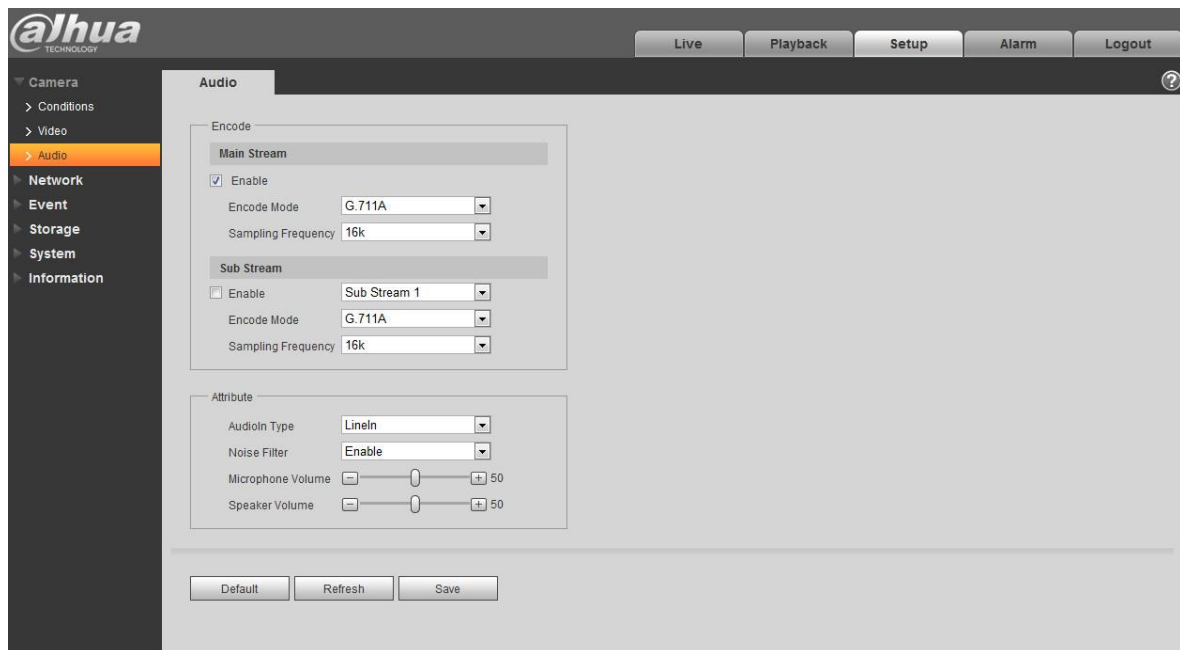 alhua
TECHNOLOGY
Live
Playback
Setup
Alarm
Logout
Camera
Conditions
Video
Audio
Network
Event
Storage
System
Information
Audio
?
Encode
Main Stream
Enable
Encode Mode G.711A
Sampling Frequency 16k
Sub Stream
Enable Sub Stream 1
Encode Mode G.711A
Sampling Frequency 16k
Attribute
AudioIn Type LineIn
Noise Filter Enable
Microphone Volume 50
Speaker Volume 50
Default
Refresh
Save